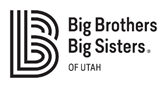 Big Brothers
Big Sisters.
OF UTAH